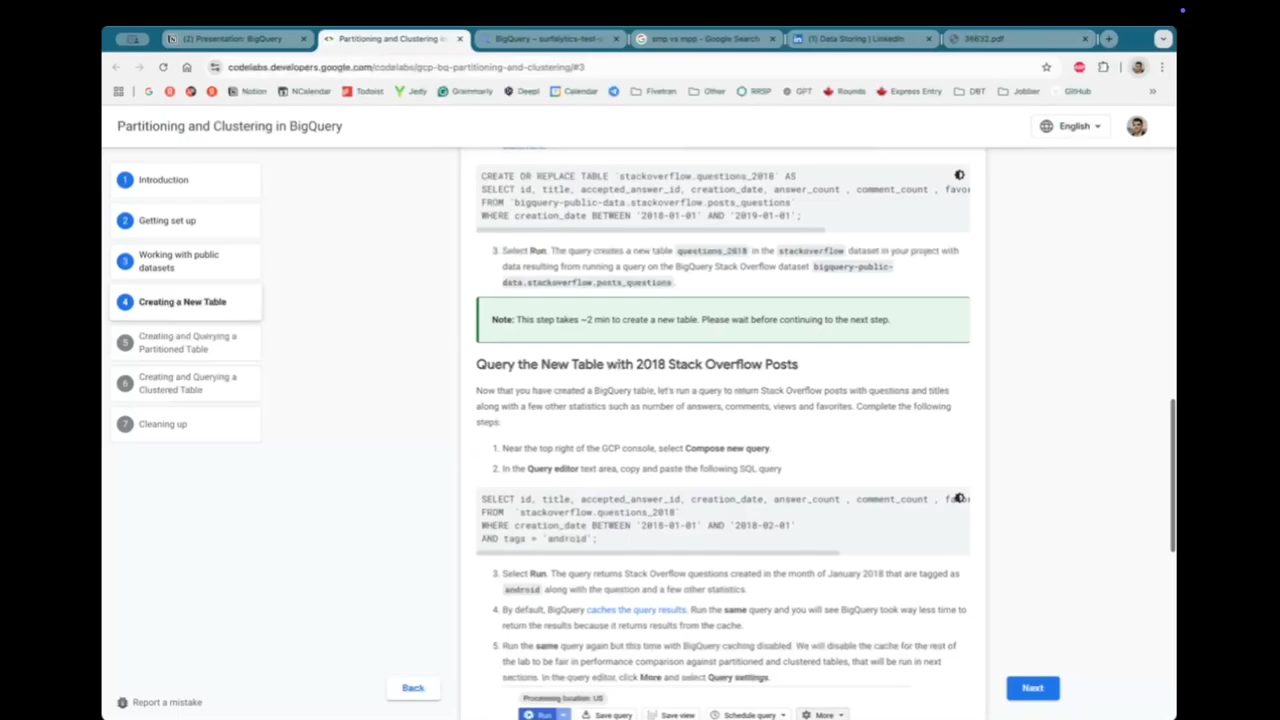 (2) Presentation: BigQuery
Partitioning and Clustering in
BigQuery – surfalytics-test-
smp vs mpp - Google Search
(1) Data Storing | LinkedIn
36632.pdf
codelabs.developers.google.com/codelabs/gcp-bq-partitioning-and-clustering/#3
Notion
NCalendar
Todoist
Jedy
Grammarly
Deepl
Calendar
Fivetran
Other
RRSP
GPT
Rounds
Express Entry
DBT
Joblier
GitHub
Partitioning and Clustering in BigQuery
English
1 Introduction
2 Getting set up
3 Working with public
datasets
4 Creating a New Table
5 Creating and Querying a
Partitioned Table
6 Creating and Querying a
Clustered Table
7 Cleaning up
CREATE OR REPLACE TABLE `stackoverflow.questions_2018` AS
SELECT id, title, accepted_answer_id, creation_date, answer_count , comment_count , favor
FROM `bigquery-public-data.stackoverflow.posts_questions`
WHERE creation_date BETWEEN '2018-01-01' AND '2019-01-01';
3. Select Run. The query creates a new table questions_2018 in the stackoverflow dataset in your project with
data resulting from running a query on the BigQuery Stack Overflow dataset bigquery-public-
data.stackoverflow.posts_questions.
Note: This step takes ~2 min to create a new table. Please wait before continuing to the next step.
Query the New Table with 2018 Stack Overflow Posts
Now that you have created a BigQuery table, let's run a query to return Stack Overflow posts with questions and titles
along with a few other statistics such as number of answers, comments, views and favorites. Complete the following
steps:
1. Near the top right of the GCP console, select Compose new query.
2. In the Query editor text area, copy and paste the following SQL query
SELECT id, title, accepted_answer_id, creation_date, answer_count , comment_count , favor
FROM `stackoverflow.questions_2018`
WHERE creation_date BETWEEN '2018-01-01' AND '2018-02-01'
AND tags = 'android';
3. Select Run. The query returns Stack Overflow questions created in the month of January 2018 that are tagged as
android along with the question and a few other statistics.
4. By default, BigQuery caches the query results. Run the same query and you will see BigQuery took way less time to
return the results because it returns results from the cache.
5. Run the same query again but this time with BigQuery caching disabled. We will disable the cache for the rest of
the lab to be fair in performance comparison against partitioned and clustered tables, that will be run in next
sections. In the query editor, click More and select Query settings.
Processing location: US
Run
Save query
Save view
Schedule query
More
Back
Next
Report a mistake